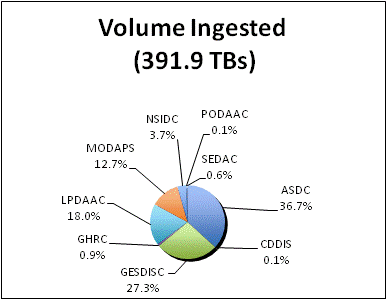 Volume Ingested
(391.9 TBs)
PODAAC
0.1%
NSIDC
3.7%
SEDAC
0.6%
MODAPS
12.7%
ASDC
36.7%
LPDAAC
18.0%
GHRC
0.9%
CDDIS
0.1%
GESDISC
27.3%